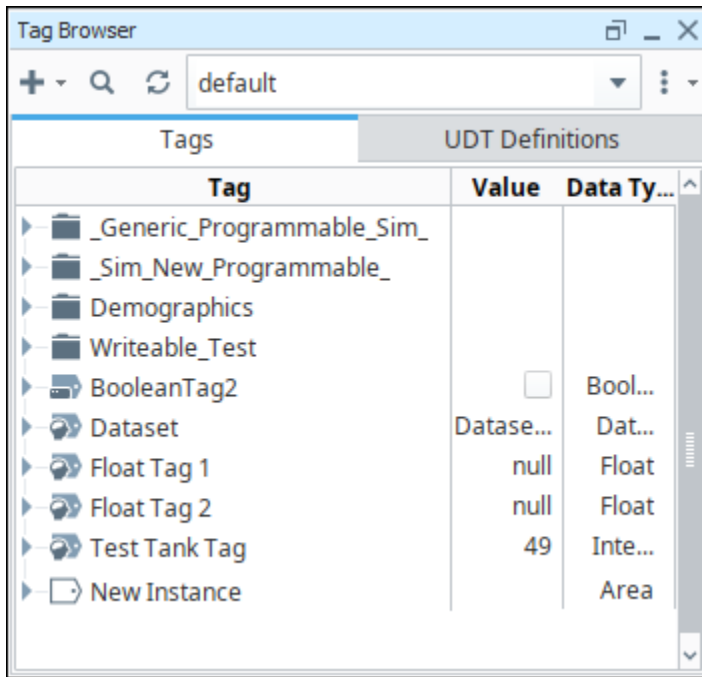 Tag Browser
default
Tags UDT Definitions
Tag Value Data Ty...
_Generic_Programmable_Sim_
_Sim_New_Programmable_
Demographics
Writeable_Test
BooleanTag2 Bool...
Dataset Datase... Dat...
Float Tag 1 null Float
Float Tag 2 null Float
Test Tank Tag 49 Inte...
New Instance Area